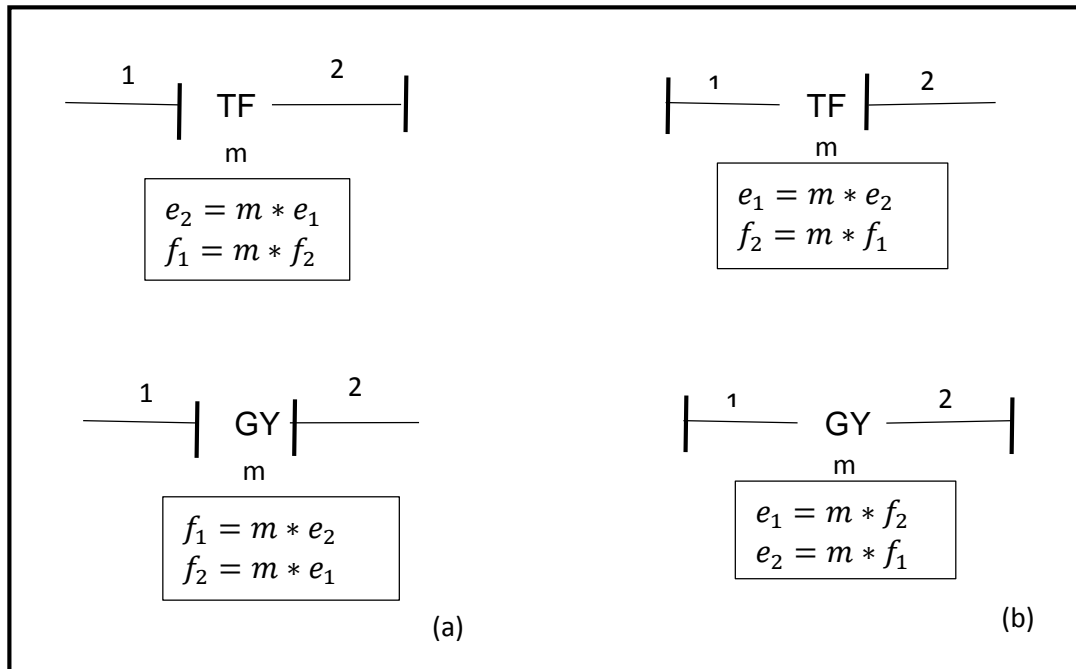 1
2
TF
m
𝑒₂ = 𝑚 ∗ 𝑒₁
𝑓₁ = 𝑚 ∗ 𝑓₂
1
2
TF
m
𝑒₁ = 𝑚 ∗ 𝑒₂
𝑓₂ = 𝑚 ∗ 𝑓₁
1
2
GY
m
𝑓₁ = 𝑚 ∗ 𝑒₂
𝑓₂ = 𝑚 ∗ 𝑒₁
(a)
1
2
GY
m
𝑒₁ = 𝑚 ∗ 𝑓₂
𝑒₂ = 𝑚 ∗ 𝑓₁
(b)